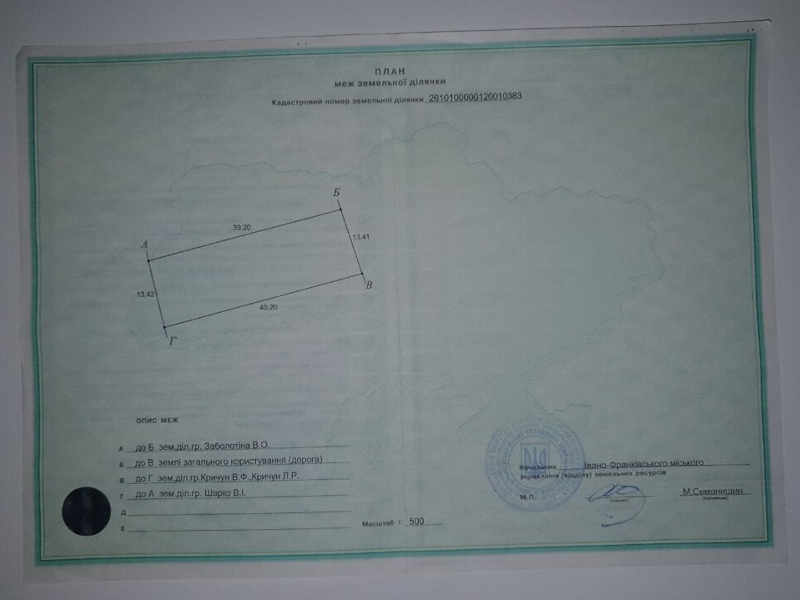 ПЛАН
меж земельної ділянки
Кадастровий номер земельної ділянки 2610100000120010383
Б
39,20
А
13,41
13,42
В
40,20
Г
ОПИС МЕЖ
А до Б зем.діл.гр. Заболотіна В.О.
Б до В землі загального користування (дорога)
В до Г зем.діл.гр.Кричун В.Ф.,Кричун Л.Р.
Г до А зем.діл.гр. Шарко В.І.
Д
Е
Масштаб 1: 500
Начальник Івано-Франківського міського
управління (відділу) земельних ресурсів
М.П.